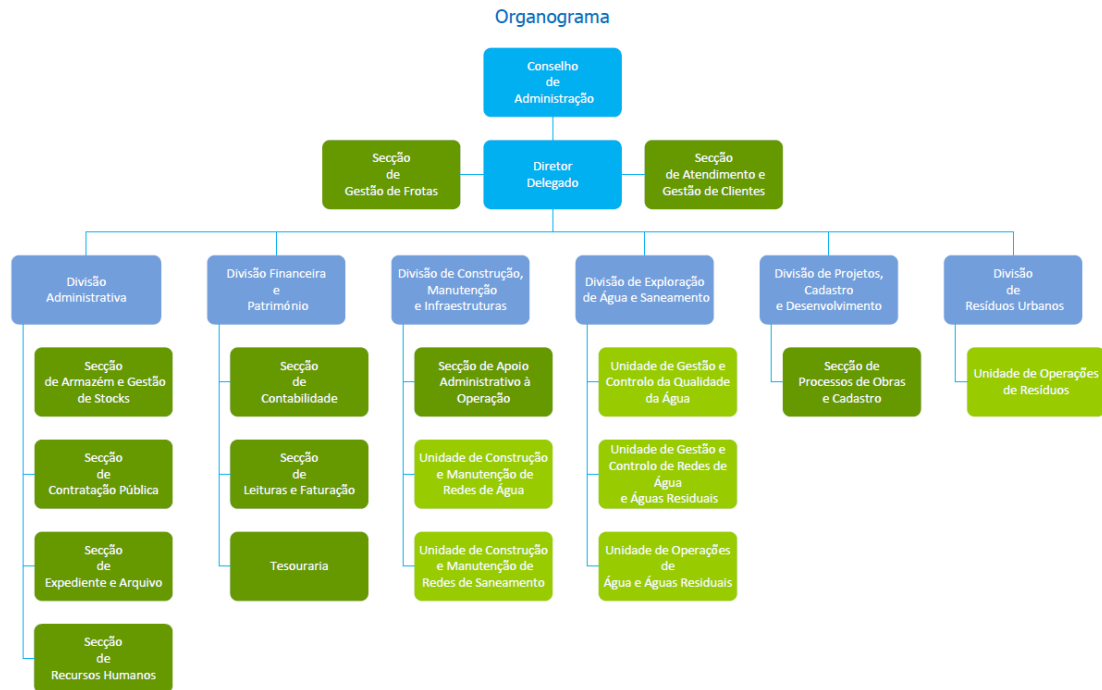 Organograma
Conselho
de
Administração
Secção
de
Gestão de Frotas
Diretor
Delegado
Secção
de Atendimento e
Gestão de Clientes
Divisão
Administrativa
Divisão Financeira
e
Património
Divisão de Construção,
Manutenção
e Infraestruturas
Divisão de Exploração
de Água e Saneamento
Divisão de Projetos,
Cadastro
e Desenvolvimento
Divisão
de
Resíduos Urbanos
Secção
de Armazém e Gestão
de Stocks
Secção
de
Contabilidade
Secção de Apoio
Administrativo à
Operação
Unidade de Gestão e
Controlo da Qualidade
da Água
Secção de
Processos de Obras
e Cadastro
Unidade de Operações
de Resíduos
Secção
de
Contratação Pública
Secção
de
Leituras e Faturação
Unidade de Construção
e Manutenção de
Redes de Água
Unidade de Gestão e
Controlo de Redes de
Água
e Águas Residuais
Secção
de
Expediente e Arquivo
Tesouraria
Unidade de Construção
e Manutenção de
Redes de Saneamento
Unidade de Operações
de
Água e Águas Residuais
Secção
de
Recursos Humanos